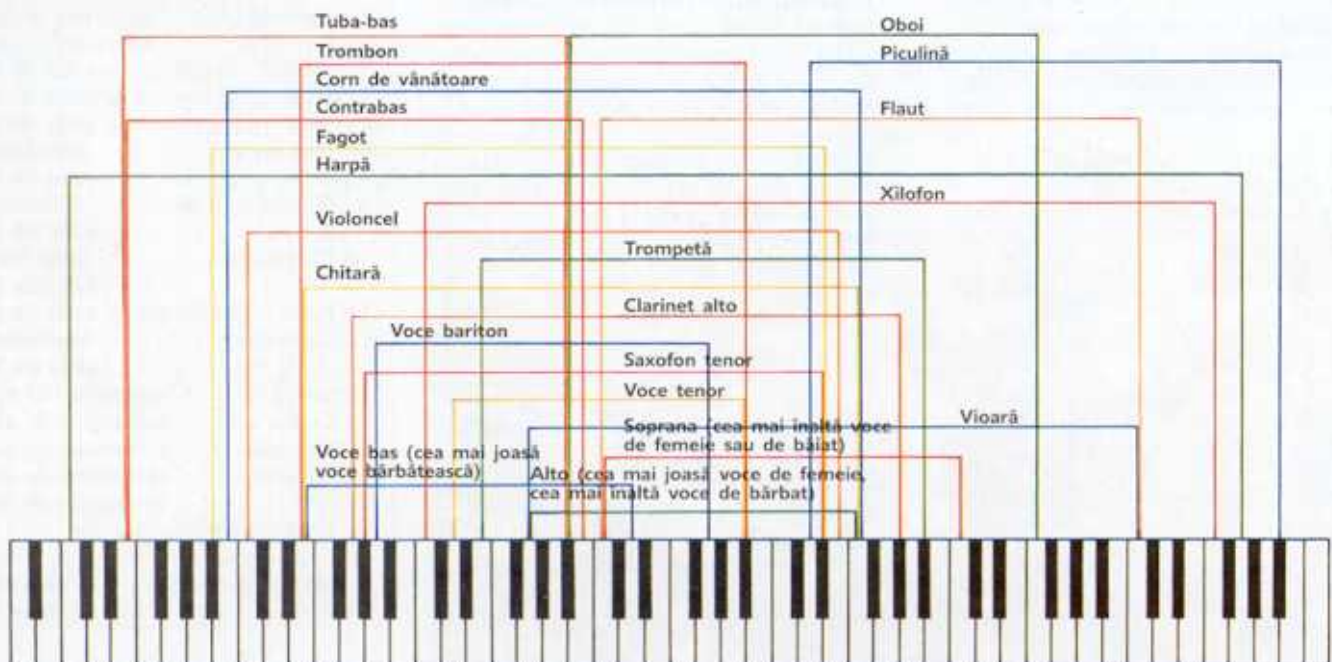 Tuba-bas
Trombon
Corn de vânătoare
Contrabas
Fagot
Harpă
Violoncel
Chitară
Voce bariton
Voce bas (cea mai joasă
voce bărbătească)
Oboi
Piculină
Flaut
Xilofon
Trompetă
Clarinet alto
Saxofon tenor
Voce tenor
Soprana (cea mai înaltă voce
de femeie sau de băiat)
Vioară
Alto (cea mai joasă voce de femeie,
cea mai înaltă voce de bărbat)